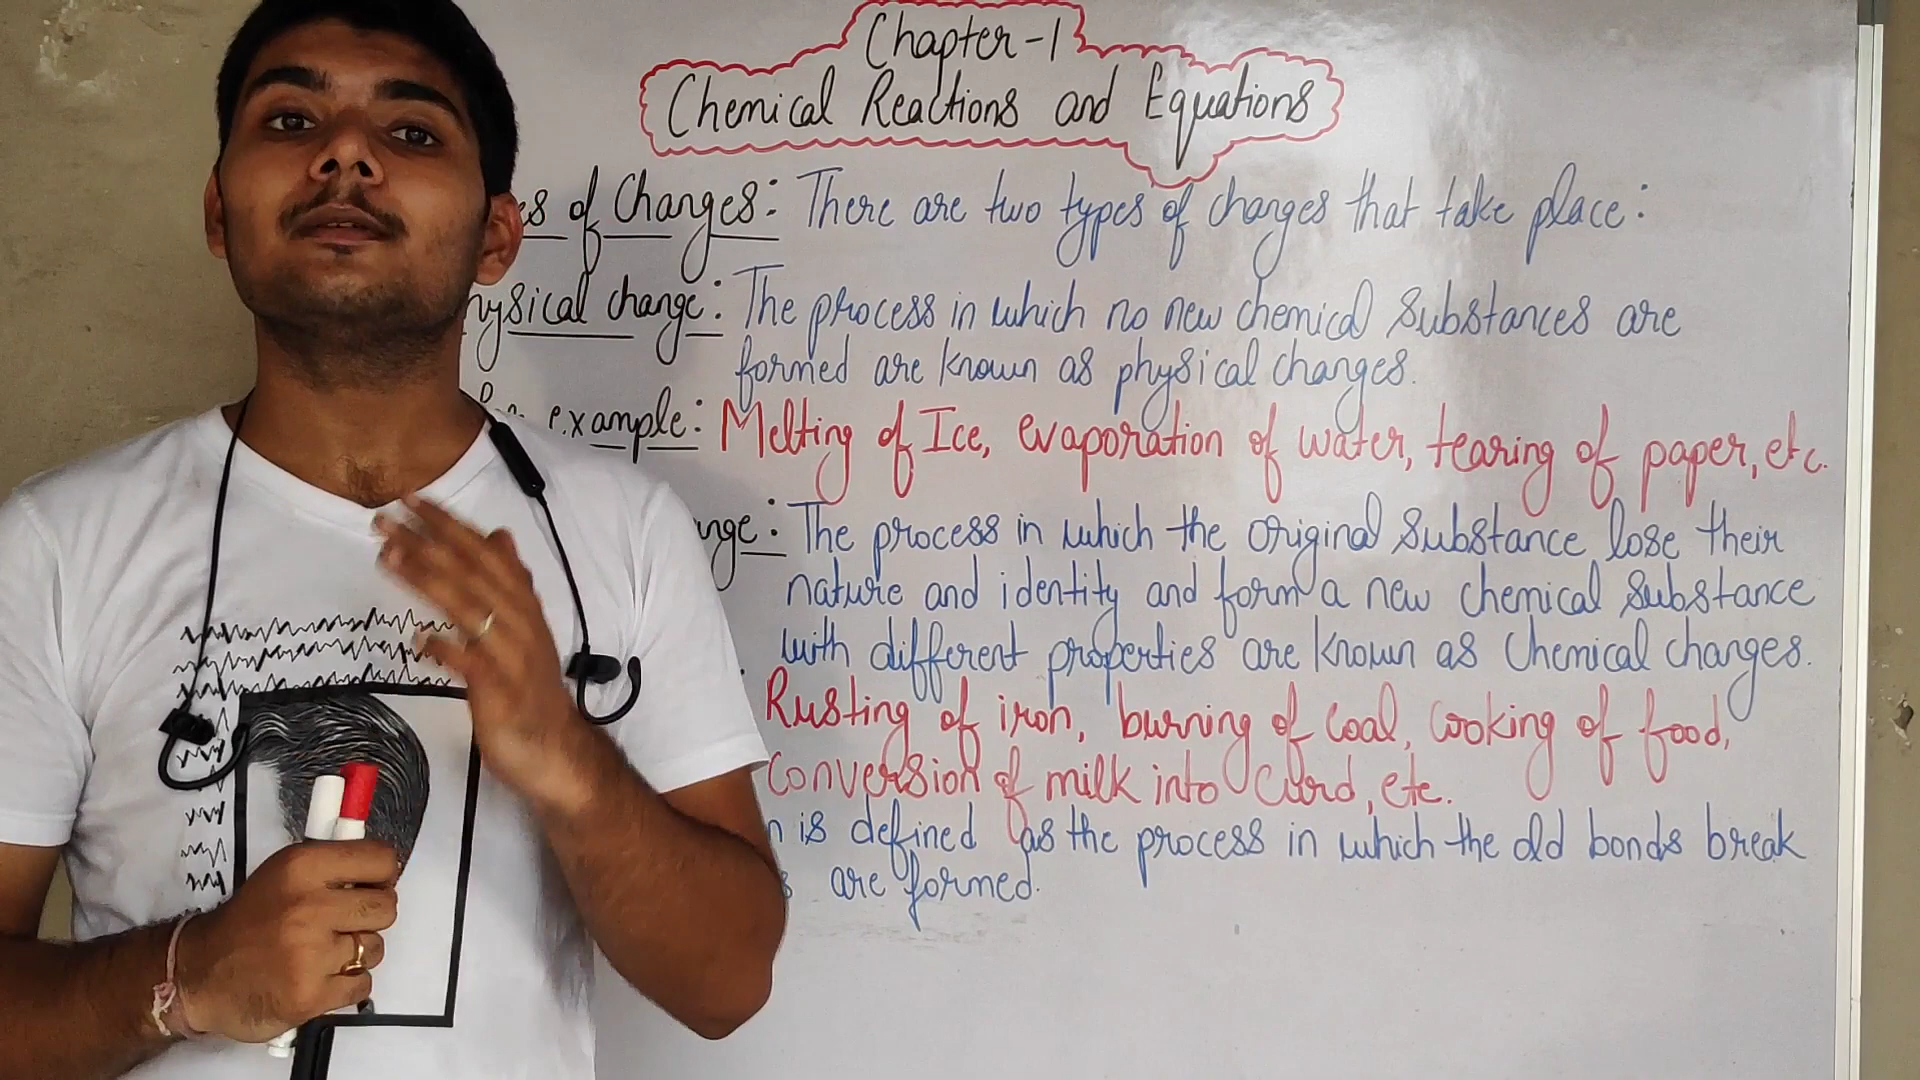 Chapter-1
Chemical Reactions and Equations
of Changes: There are two types of changes that take place:
change: The process in which no new chemical Substances are
formed are known as physical changes.
example: Melting of Ice, evaporation of water, tearing of paper, etc.
The process in which the Original Substance lose their
nature and identity and form a new chemical Substance
with different properties are known as Chemical changes.
Rusting of iron, burning of Coal, Cooking of food,
Conversion of milk into Curd, etc.
is defined as the process in which the old bonds break
are formed.